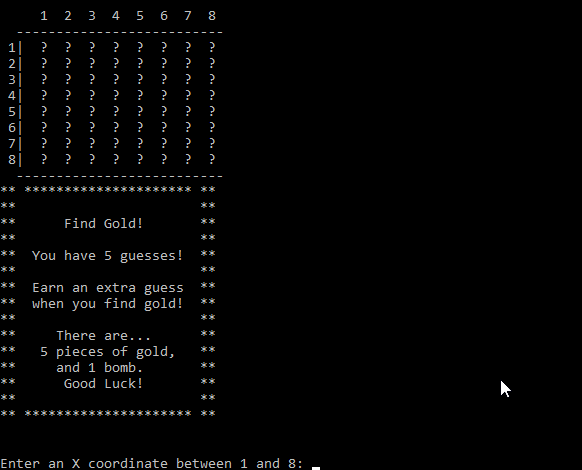 1  2  3  4  5  6  7  8
---------------------------
1|  ?  ?  ?  ?  ?  ?  ?  ?
2|  ?  ?  ?  ?  ?  ?  ?  ?
3|  ?  ?  ?  ?  ?  ?  ?  ?
4|  ?  ?  ?  ?  ?  ?  ?  ?
5|  ?  ?  ?  ?  ?  ?  ?  ?
6|  ?  ?  ?  ?  ?  ?  ?  ?
7|  ?  ?  ?  ?  ?  ?  ?  ?
8|  ?  ?  ?  ?  ?  ?  ?  ?
---------------------------
** ********************* **
**                       **
**      Find Gold!       **
**                       **
**  You have 5 guesses!  **
**                       **
**  Earn an extra guess  **
**  when you find gold!  **
**                       **
**     There are...      **
**   5 pieces of gold,   **
**     and 1 bomb.       **
**      Good Luck!       **
**                       **
** ********************* **
Enter an X coordinate between 1 and 8: _